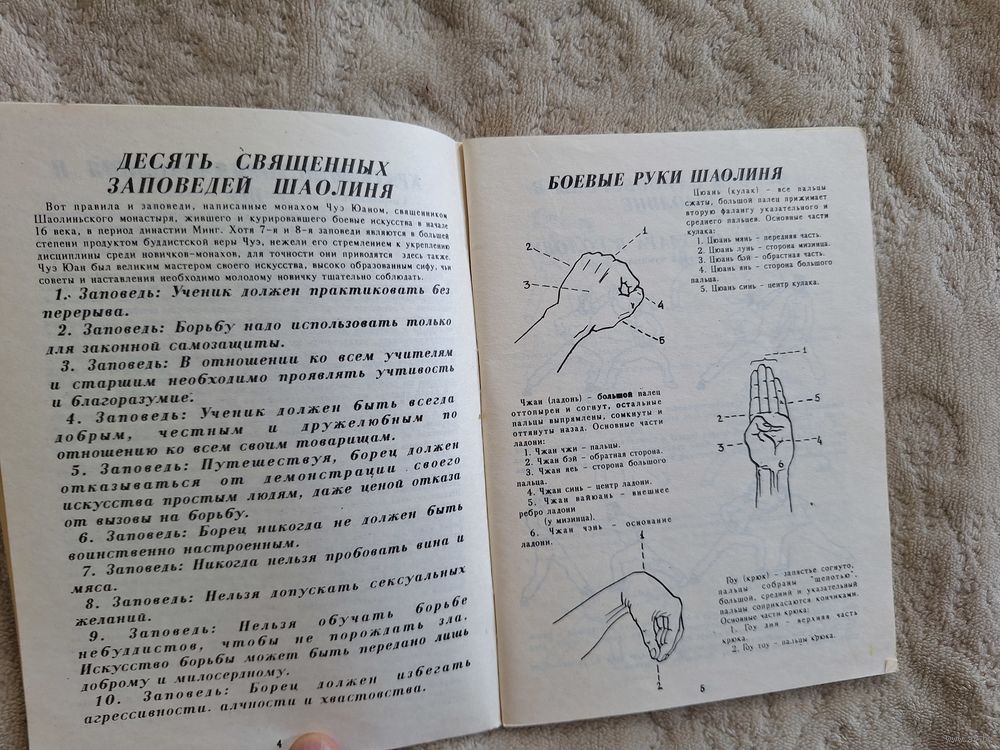 ДЕСЯТЬ СВЯЩЕННЫХ
ЗАПОВЕДЕЙ ШАОЛИНЯ
Вот правила и заповеди, написанные монахом Чуэ Юаном, священником
Шаолиньского монастыря, жившего и курировавшего боевые искусства в начале
16 века, в период династии Минг. Хотя 7-я и 8-я заповеди являются в большей
степени продуктом буддистской веры Чуэ, нежели его стремлением к укреплению
дисциплины среди новичков-монахов, для точности они приводятся здесь также.
Чуэ Юан был великим мастером своего искусства, высоко образованным сифу, чьи
советы и наставления необходимо молодому новичку тщательно соблюдать.
1. Заповедь: Ученик должен практиковать без
перерыва.
2. Заповедь: Борьбу надо использовать только
для законной самозащиты.
3. Заповедь: В отношении ко всем учителям
и старшим необходимо проявлять учтивость
и благоразумие.
4. Заповедь: Ученик должен быть всегда
добрым, честным и дружелюбным по
отношению ко всем своим товарищам.
5. Заповедь: Путешествуя, борец должен
отказываться от демонстрации своего
искусства простым людям, даже ценой отказа
от вызовы на борьбу.
6. Заповедь: Борец никогда не должен быть
воинственно настроенным.
7. Заповедь: Никогда нельзя пробовать вина и
мяса.
8. Заповедь: Нельзя допускать сексуальных
желаний.
9. Заповедь: Нельзя обучать борьбе
небуддистов, чтобы не порождать зла.
Искусство борьбы может быть передано лишь
доброму и милосердному.
10. Заповедь: Борец должен избегать
агрессивности. алчности и хвастовства.
4
БОЕВЫЕ РУКИ ШАОЛИНЯ
Цюань (кулак) - все пальцы
сжаты, большой палец прижимает
вторую фалангу указательного и
среднего пальцев. Основные части
кулака:
1. Цюань мянь - передняя часть.
2. Цюань лунь - сторона мизинца.
3. Цюань бэй - обрастная часть.
4. Цюань янь - сторона большого
пальца.
5. Цюань синь - центр кулака.
1
2
3
4
5
Чжан (ладонь) - большой палец
оттопырен и согнут, остальные
пальцы выпрямлены, сомкнуты и
оттянуты назад. Основные части
ладони:
1. Чжан чжи - пальцы.
2. Чжан бэй - обратная сторона.
3. Чжан яеь - сторона большого
пальца.
4. Чжан синь - центр ладони.
5. Чжан вайюань - внешнее
ребро ладони
(у мизинца).
6. Чжан чэнь - основание
ладони.
1
2
5
3
4
6
1
2
Гоу (крюк) - запястье согнуто,
пальцы собраны "щепотью".
большой, средний и указательный
пальцы соприкасаются кончиками.
Основные части крюка:
1. Гоу дин - верхняя часть
крюка.
2. Гоу тоу - пальцы крюка.
5